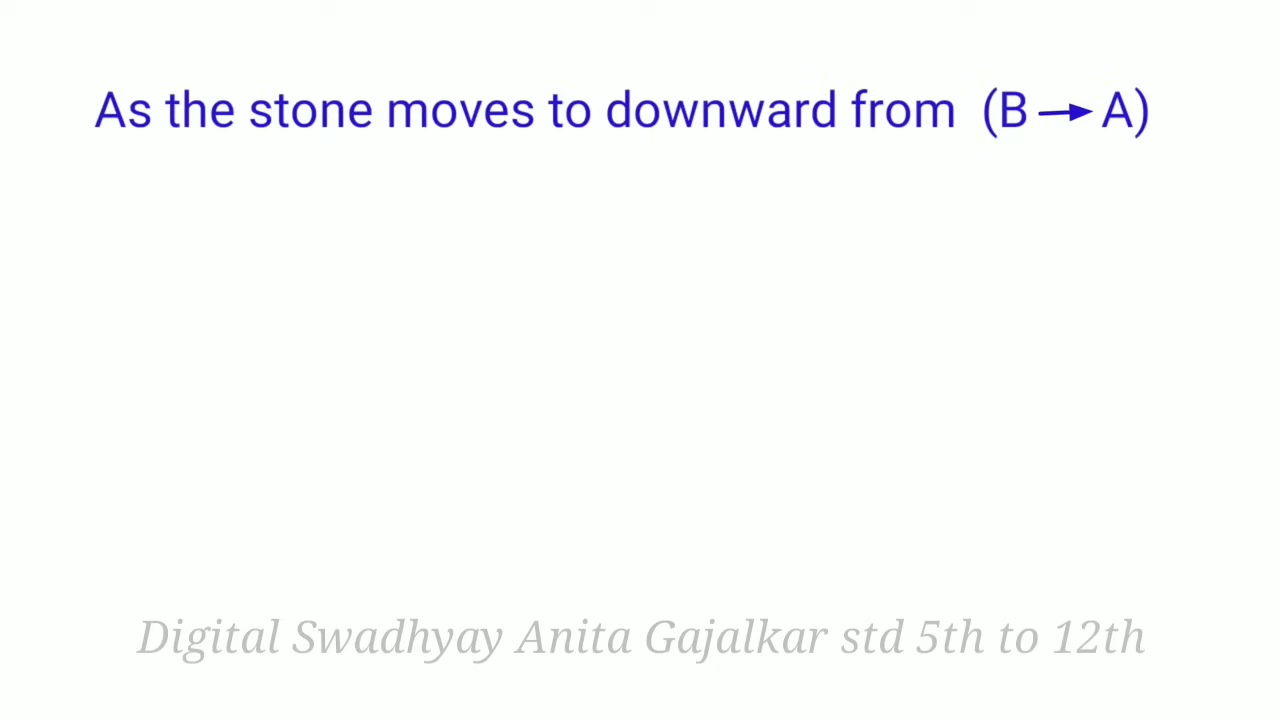 As the stone moves to downward from (B → A)
Digital Swadhyay Anita Gajalkar std 5th to 12th